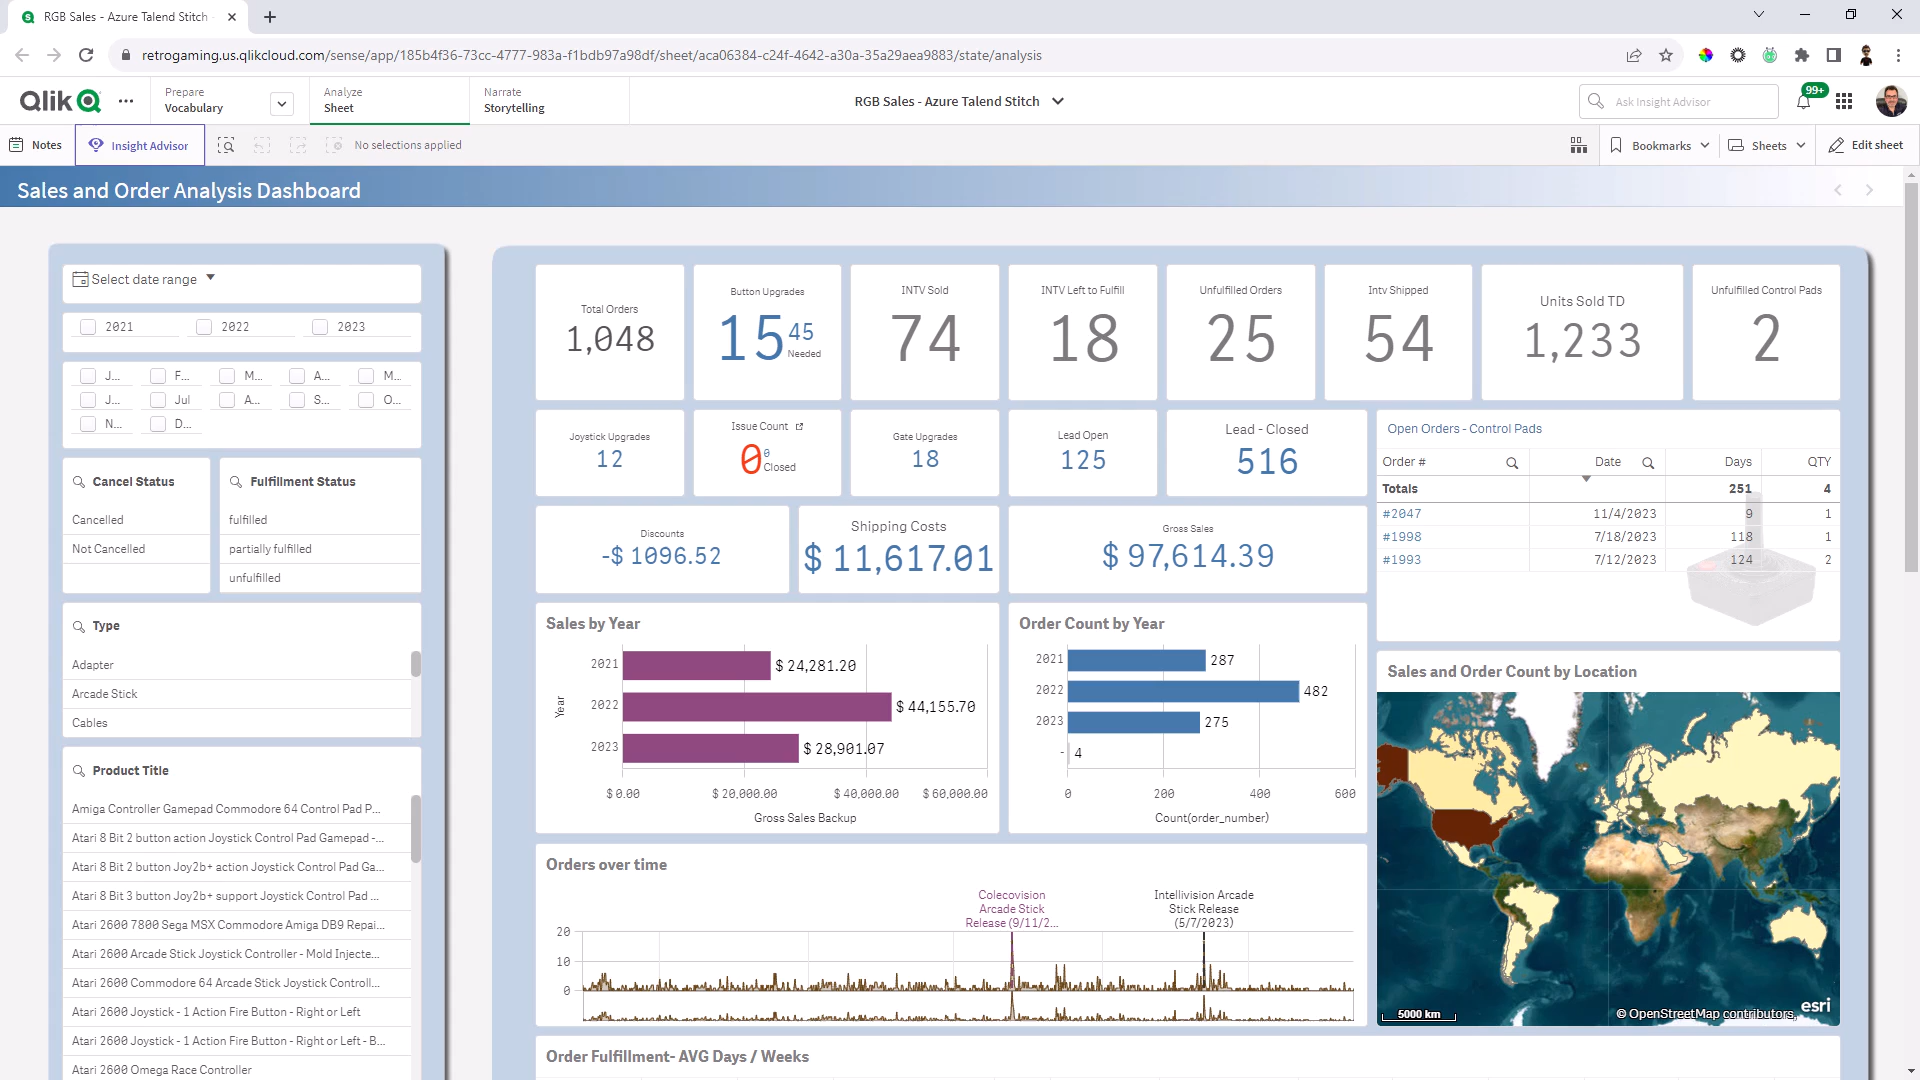 RGB Sales - Azure Talend Stitch
retrogaming.us.qlikcloud.com/sense/app/185b4f36-73cc-4777-983a-f1bdb97a98df/sheet/aca06384-c24f-4642-a30a-35a29aea9883/state/analysis
Qlik
Prepare
Vocabulary
Analyze
Sheet
Narrate
Storytelling
RGB Sales - Azure Talend Stitch
Ask Insight Advisor
99+
Notes
Insight Advisor
No selections applied
Bookmarks
Sheets
Edit sheet
Sales and Order Analysis Dashboard
Select date range
2021 2022 2023
J... F... M... A... M...
J... Jul A... S... O...
N... D...
Cancel Status
Cancelled
Not Cancelled
Fulfillment Status
fulfilled
partially fulfilled
unfulfilled
Type
Adapter
Arcade Stick
Cables
Product Title
Amiga Controller Gamepad Commodore 64 Control Pad P...
Atari 8 Bit 2 button action Joystick Control Pad Gamepad -...
Atari 8 Bit 2 button Joy2b+ action Joystick Control Pad Ga...
Atari 8 Bit 3 button Joy2b+ support Joystick Control Pad ...
Atari 2600 7800 Sega MSX Commodore Amiga DB9 Repai...
Atari 2600 Arcade Stick Joystick Controller - Mold Injecte...
Atari 2600 Commodore 64 Arcade Stick Joystick Controll...
Atari 2600 Joystick - 1 Action Fire Button - Right or Left
Atari 2600 Joystick - 1 Action Fire Button - Right or Left - B...
Atari 2600 Omega Race Controller
Total Orders
1,048
Button Upgrades
15 45
Needed
INTV Sold
74
INTV Left to Fulfill
18
Unfulfilled Orders
25
Intv Shipped
54
Units Sold TD
1,233
Unfulfilled Control Pads
2
Joystick Upgrades
12
Issue Count
0 0
Closed
Gate Upgrades
18
Lead Open
125
Lead - Closed
516
Discounts
-$ 1096.52
Shipping Costs
$ 11,617.01
Gross Sales
$ 97,614.39
Open Orders - Control Pads
Order # Date Days QTY
Totals 251 4
#2047 11/4/2023 9 1
#1998 7/18/2023 118 1
#1993 7/12/2023 124 2
Sales by Year
Year
2021 $ 24,281.20
2022 $ 44,155.70
2023 $ 28,901.07
$ 0.00 $ 20,000.00 $ 40,000.00 $ 60,000.00
Gross Sales Backup
Order Count by Year
2021 287
2022 482
2023 275
- 4
0 200 400 600
Count(order_number)
Sales and Order Count by Location
5000 km
© OpenStreetMap contributors,
esri
Orders over time
Colecovision
Arcade Stick
Release (9/11/2...
Intellivision Arcade
Stick Release
(5/7/2023)
20
10
0
Order Fulfillment- AVG Days / Weeks